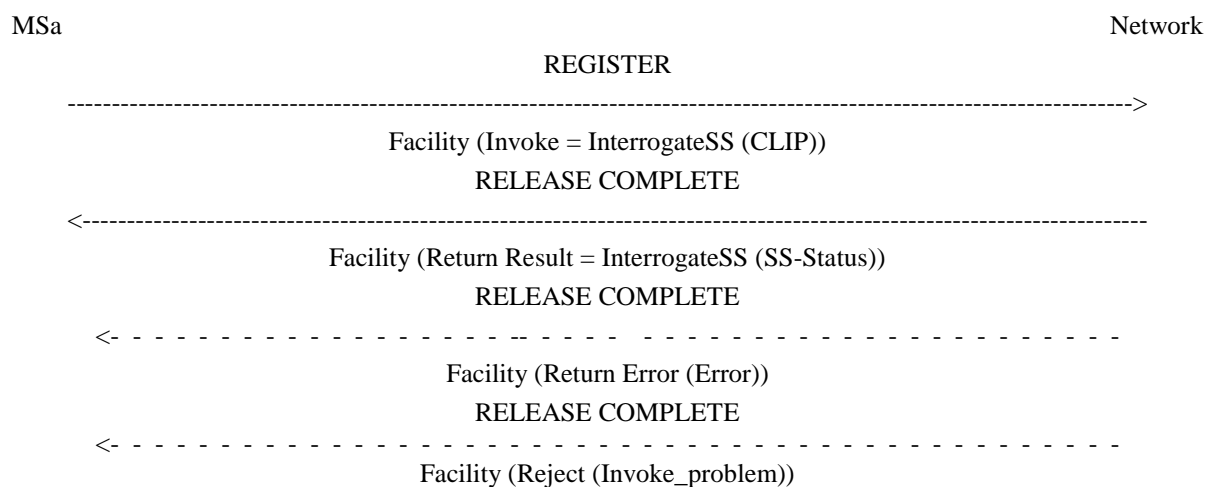 MSa Network
REGISTER
Facility (Invoke = InterrogateSS (CLIP))
RELEASE COMPLETE
Facility (Return Result = InterrogateSS (SS-Status))
RELEASE COMPLETE
Facility (Return Error (Error))
RELEASE COMPLETE
Facility (Reject (Invoke_problem))